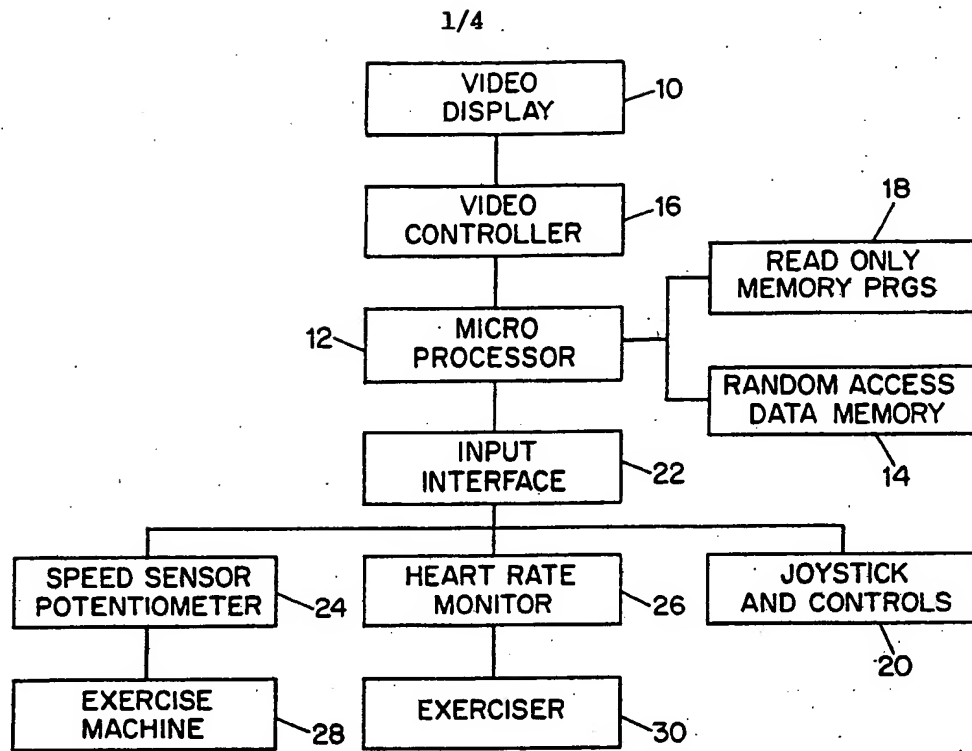 1/4
VIDEO
DISPLAY
10
VIDEO
CONTROLLER
16
18
READ ONLY
MEMORY PRGS
12
MICRO
PROCESSOR
RANDOM ACCESS
DATA MEMORY
14
INPUT
INTERFACE
22
SPEED SENSOR
POTENTIOMETER
24
HEART RATE
MONITOR
26
JOYSTICK
AND CONTROLS
20
EXERCISE
MACHINE
28
EXERCISER
30